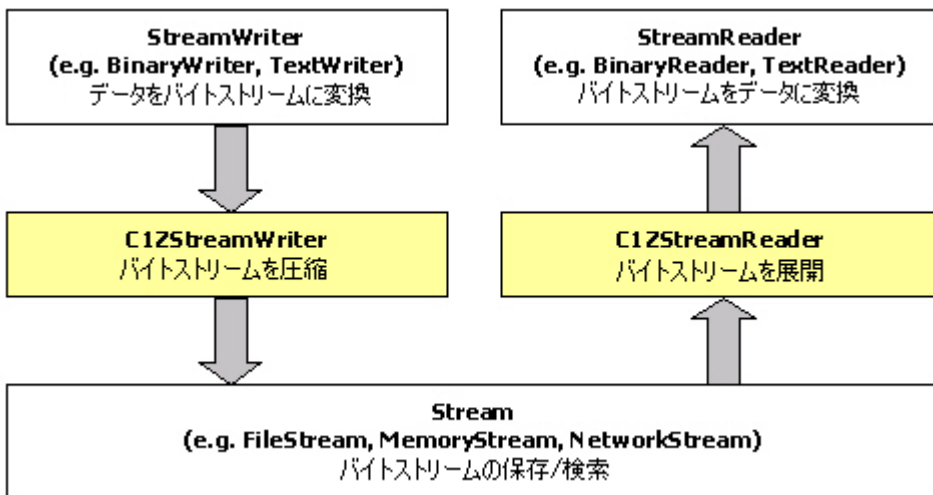 StreamWriter
(e.g. BinaryWriter, TextWriter)
データをバイトストリームに変換
StreamReader
(e.g. BinaryReader, TextReader)
バイトストリームをデータに変換
C1ZStreamWriter
バイトストリームを圧縮
C1ZStreamReader
バイトストリームを展開
Stream
(e.g. FileStream, MemoryStream, NetworkStream)
バイトストリームの保存/検索